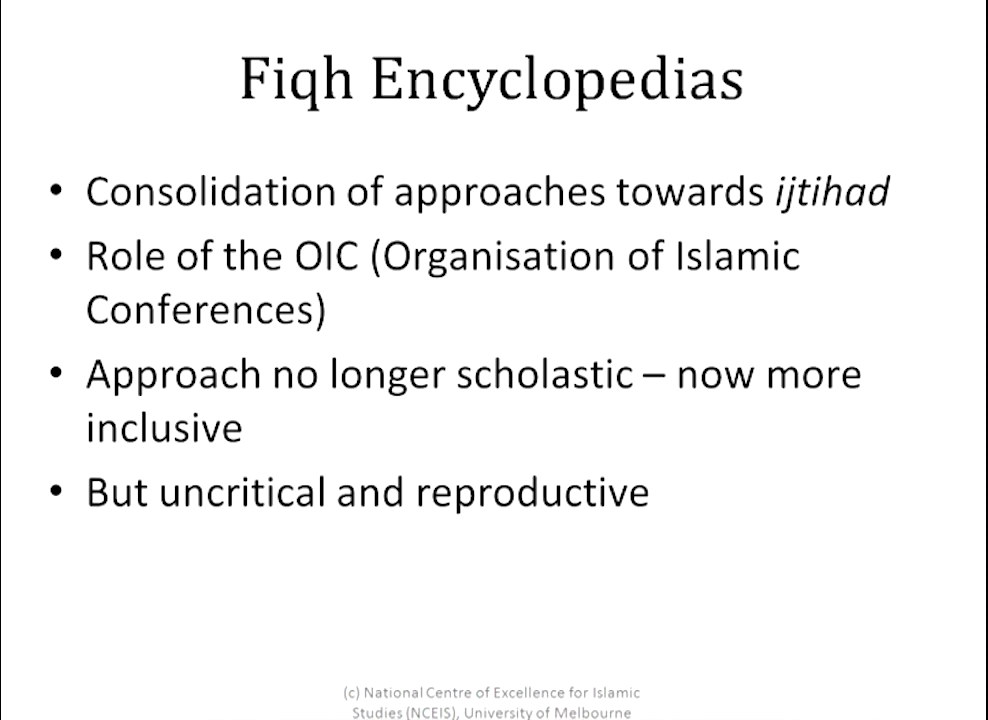 Fiqh Encyclopedias
• Consolidation of approaches towards ijtihad
• Role of the OIC (Organisation of Islamic
Conferences)
• Approach no longer scholastic – now more
inclusive
• But uncritical and reproductive
(c) National Centre of Excellence for Islamic
Studies (NCEIS), University of Melbourne